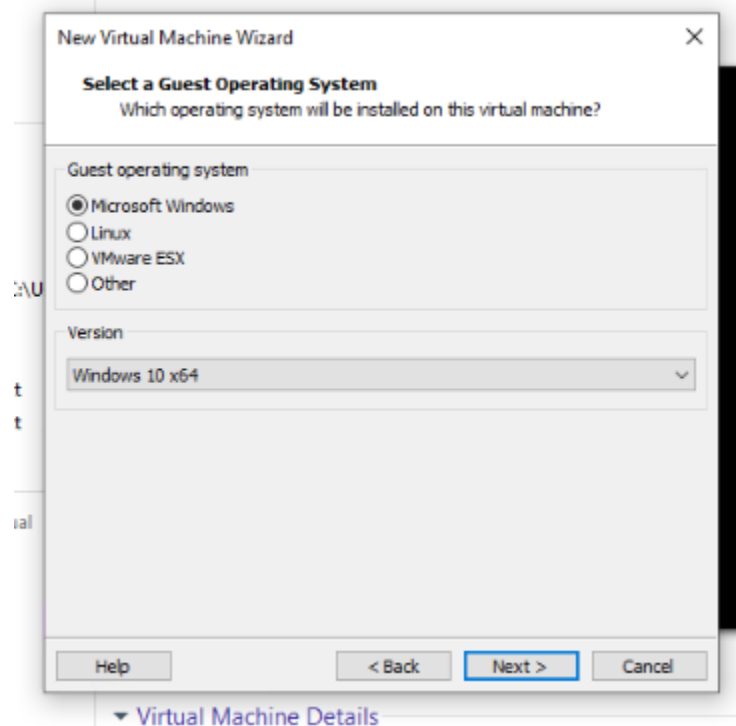 New Virtual Machine Wizard
Select a Guest Operating System
Which operating system will be installed on this virtual machine?
Guest operating system
Microsoft Windows
Linux
VMware ESX
Other
Version
Windows 10 x64
Help
< Back
Next >
Cancel
Virtual Machine Details